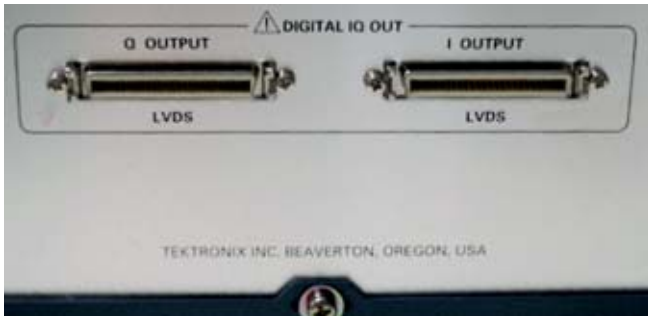 DIGITAL IQ OUT
Q OUTPUT
I OUTPUT
LVDS
LVDS
TEKTRONIX INC, BEAVERTON, OREGON, USA